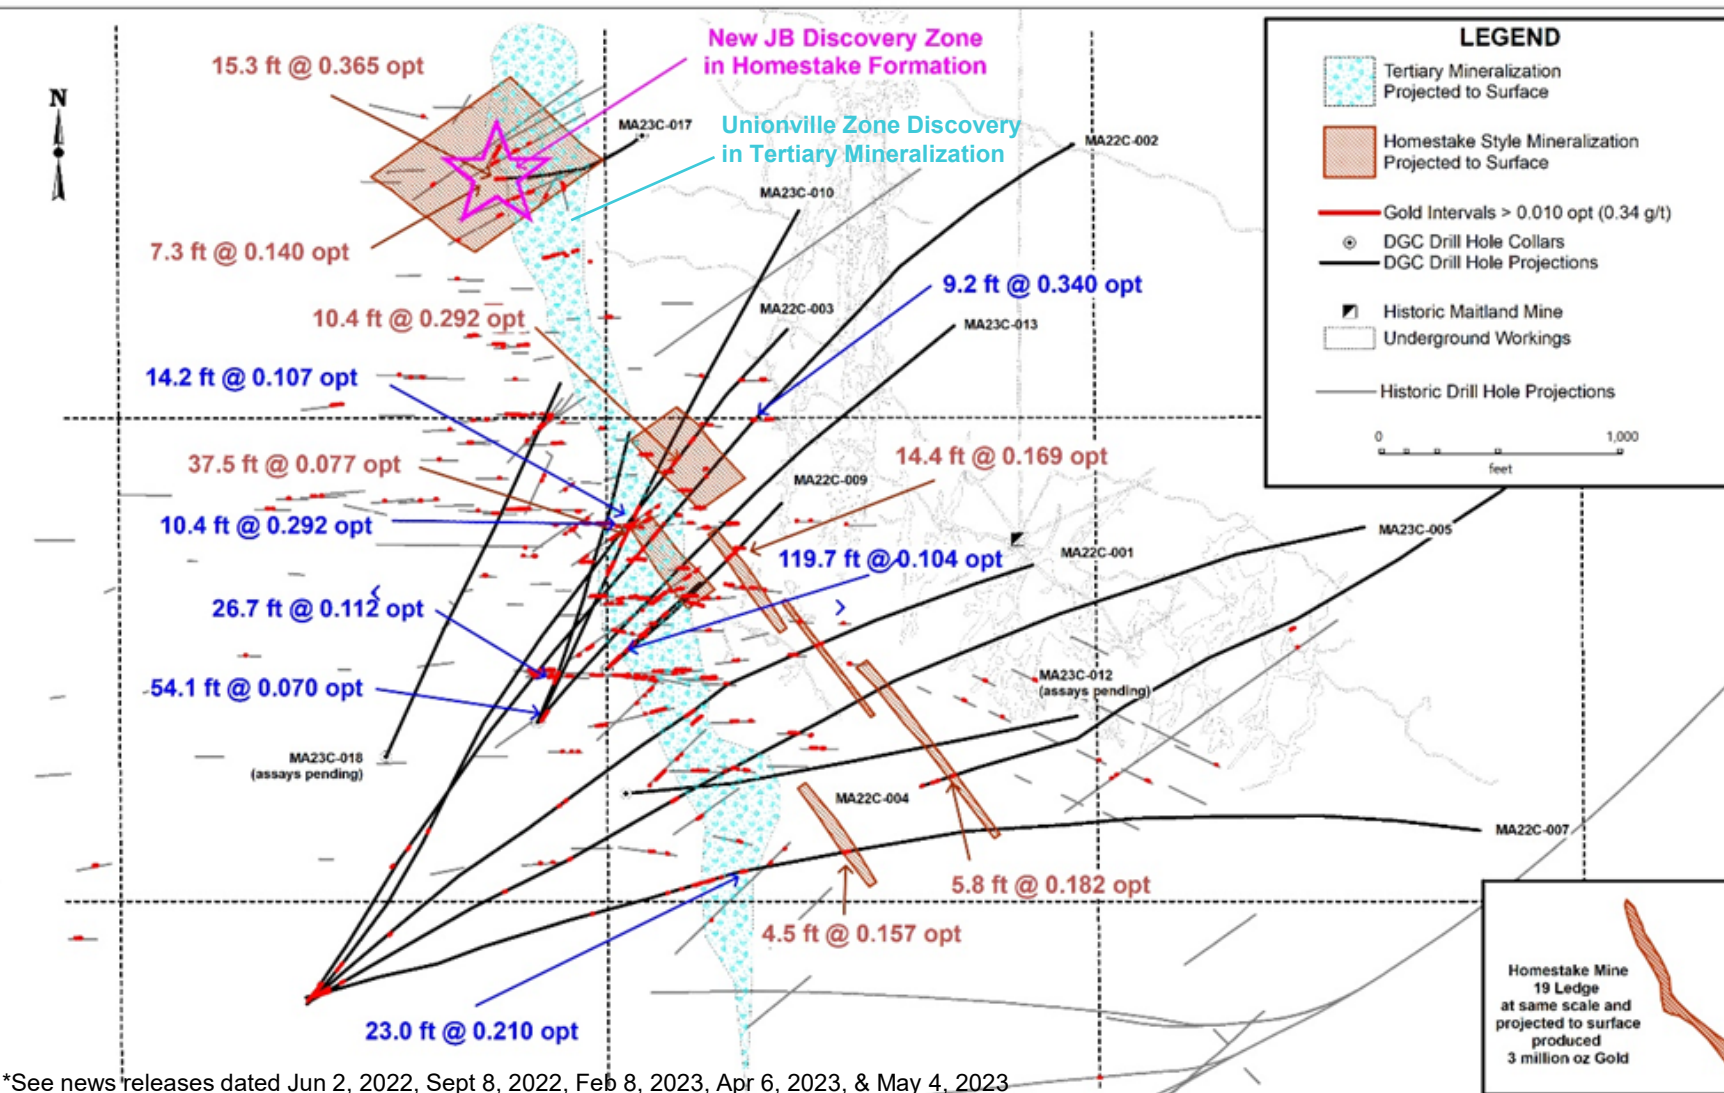 New JB Discovery Zone
in Homestake Formation
15.3 ft @ 0.365 opt
N
MA23C-017
Unionville Zone Discovery
in Tertiary Mineralization
MA22C-002
MA23C-010
7.3 ft @ 0.140 opt
9.2 ft @ 0.340 opt
MA22C-003
10.4 ft @ 0.292 opt
MA23C-013
14.2 ft @ 0.107 opt
37.5 ft @ 0.077 opt
14.4 ft @ 0.169 opt
MA22C-009
10.4 ft @ 0.292 opt
MA23C-005
119.7 ft @ 0.104 opt
MA22C-001
26.7 ft @ 0.112 opt
54.1 ft @ 0.070 opt
MA23C-012
(assays pending)
MA23C-018
(assays pending)
MA22C-004
MA22C-007
5.8 ft @ 0.182 opt
4.5 ft @ 0.157 opt
23.0 ft @ 0.210 opt
LEGEND
Tertiary Mineralization
Projected to Surface
Homestake Style Mineralization
Projected to Surface
Gold Intervals > 0.010 opt (0.34 g/t)
DGC Drill Hole Collars
DGC Drill Hole Projections
Historic Maitland Mine
Underground Workings
Historic Drill Hole Projections
0 1,000
feet
Homestake Mine
19 Ledge
at same scale and
projected to surface
produced
3 million oz Gold
*See news releases dated Jun 2, 2022, Sept 8, 2022, Feb 8, 2023, Apr 6, 2023, & May 4, 2023